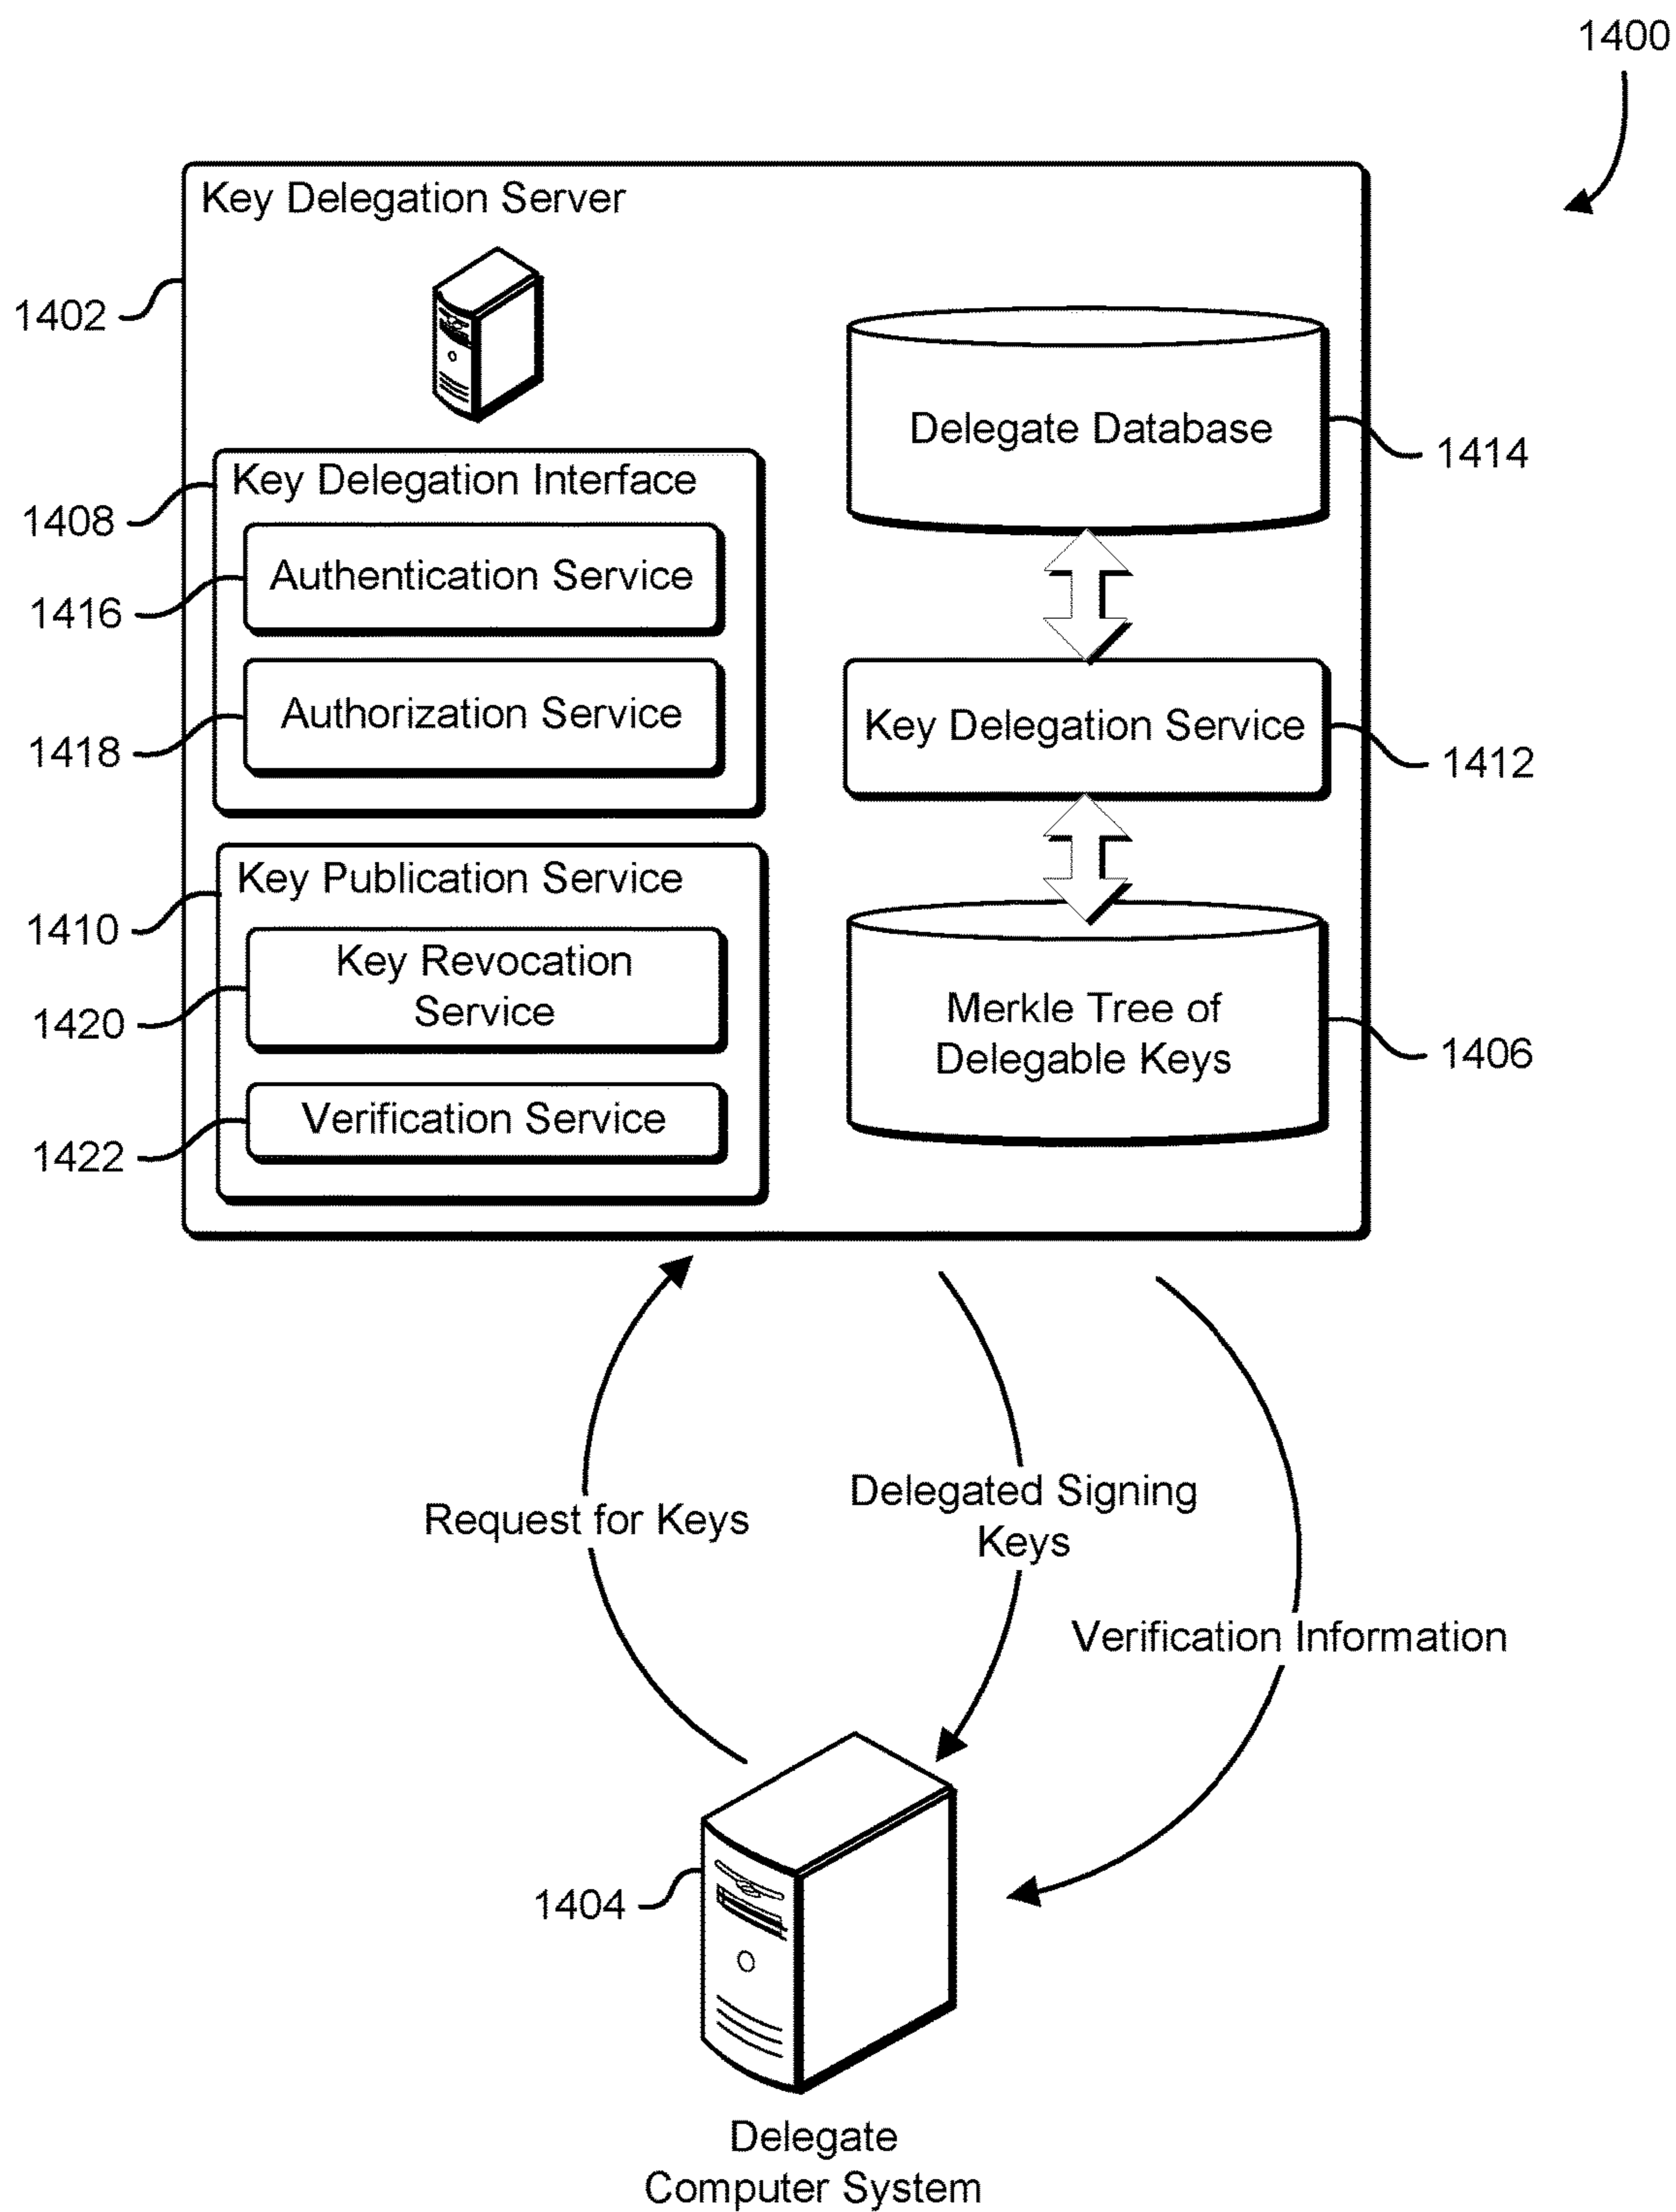 1400
Key Delegation Server
1402
Delegate Database
1414
Key Delegation Interface
1408
Authentication Service
1416
Authorization Service
1418
Key Delegation Service
1412
Key Publication Service
1410
Key Revocation
Service
1420
Verification Service
1422
Merkle Tree of
Delegable Keys
1406
Request for Keys
Delegated Signing
Keys
Verification Information
1404
Delegate
Computer System